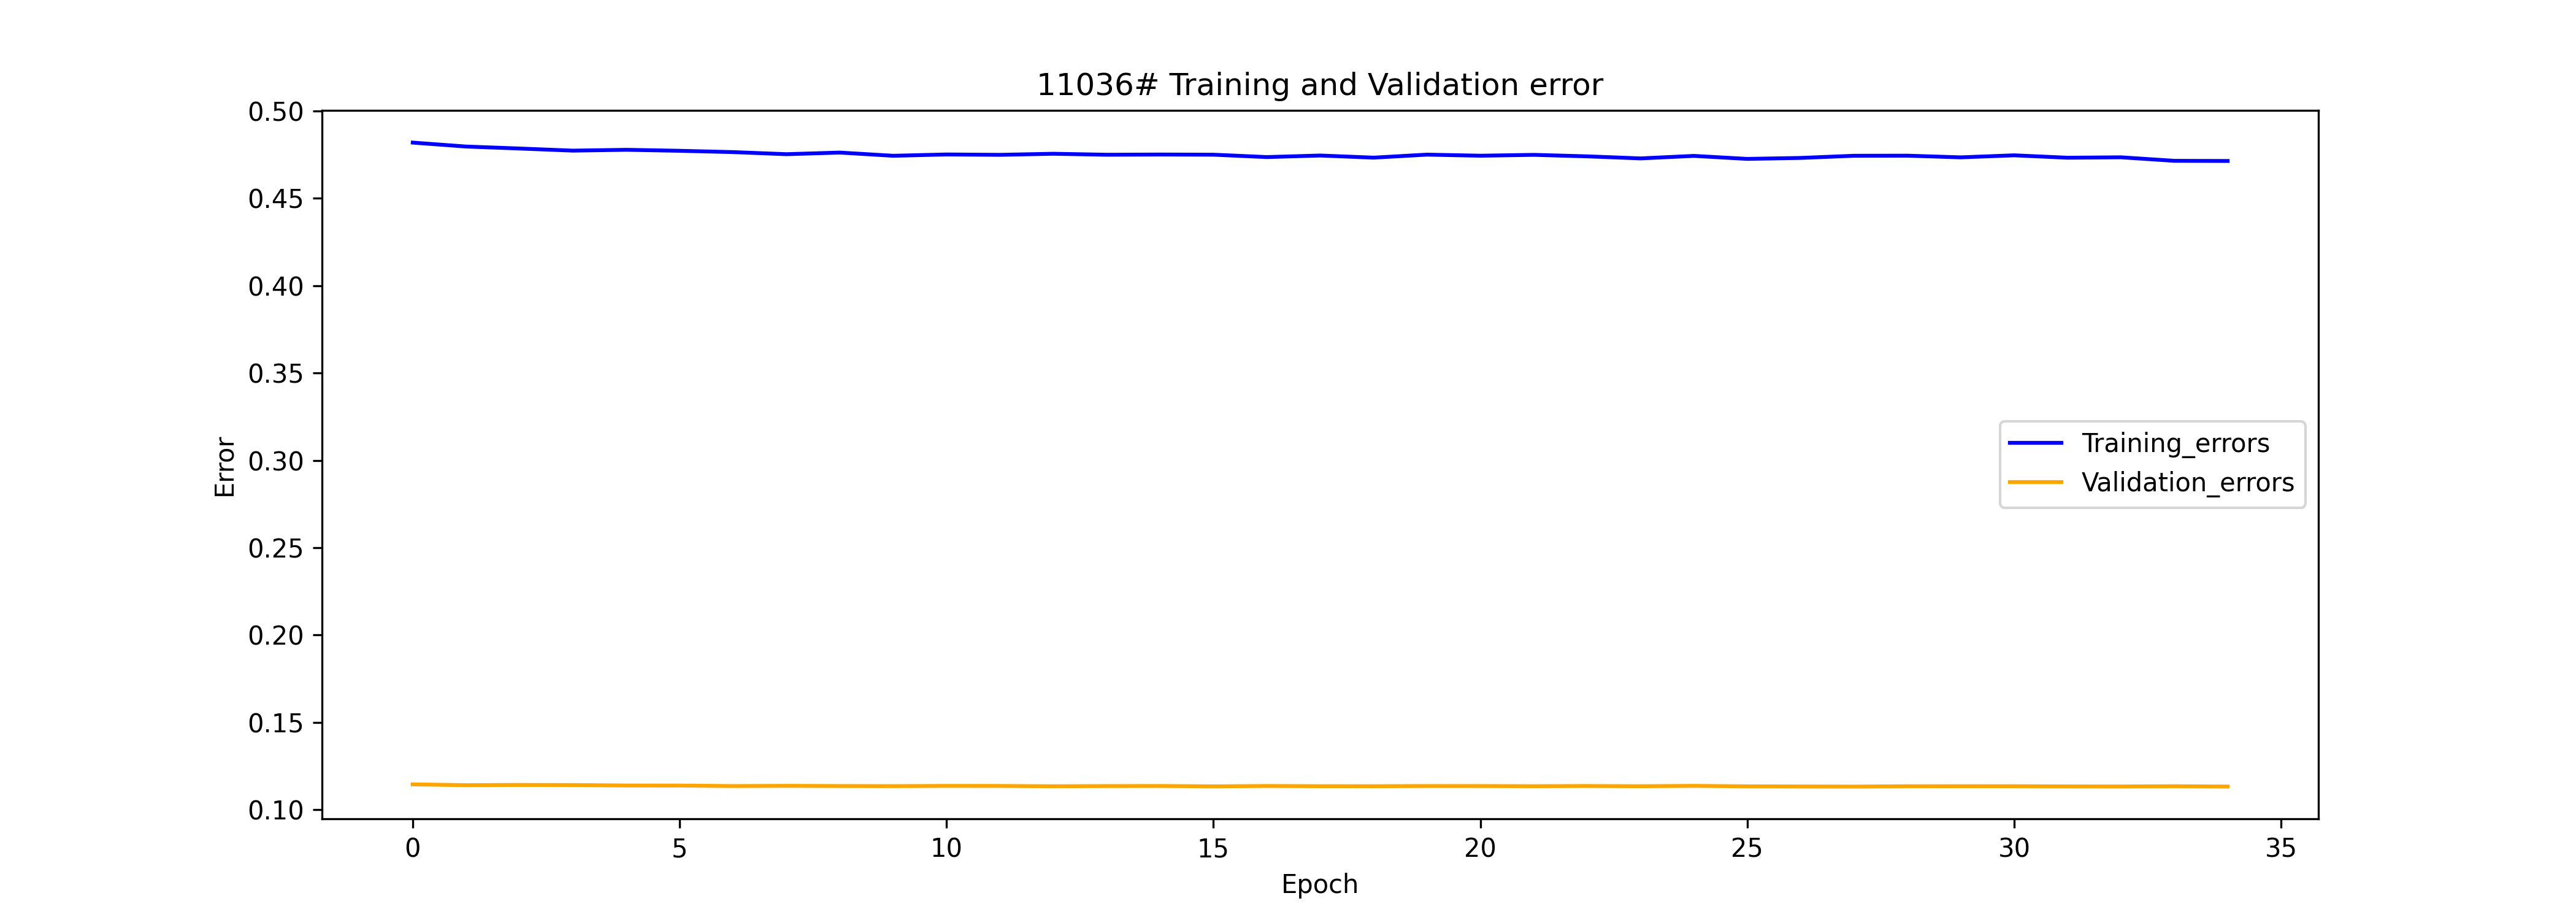 11036# Training and Validation error
0.50
0.45
0.40
0.35
0.30
0.25
0.20
0.15
0.10
Error
Training_errors
Validation_errors
0 5 10 15 20 25 30 35
Epoch